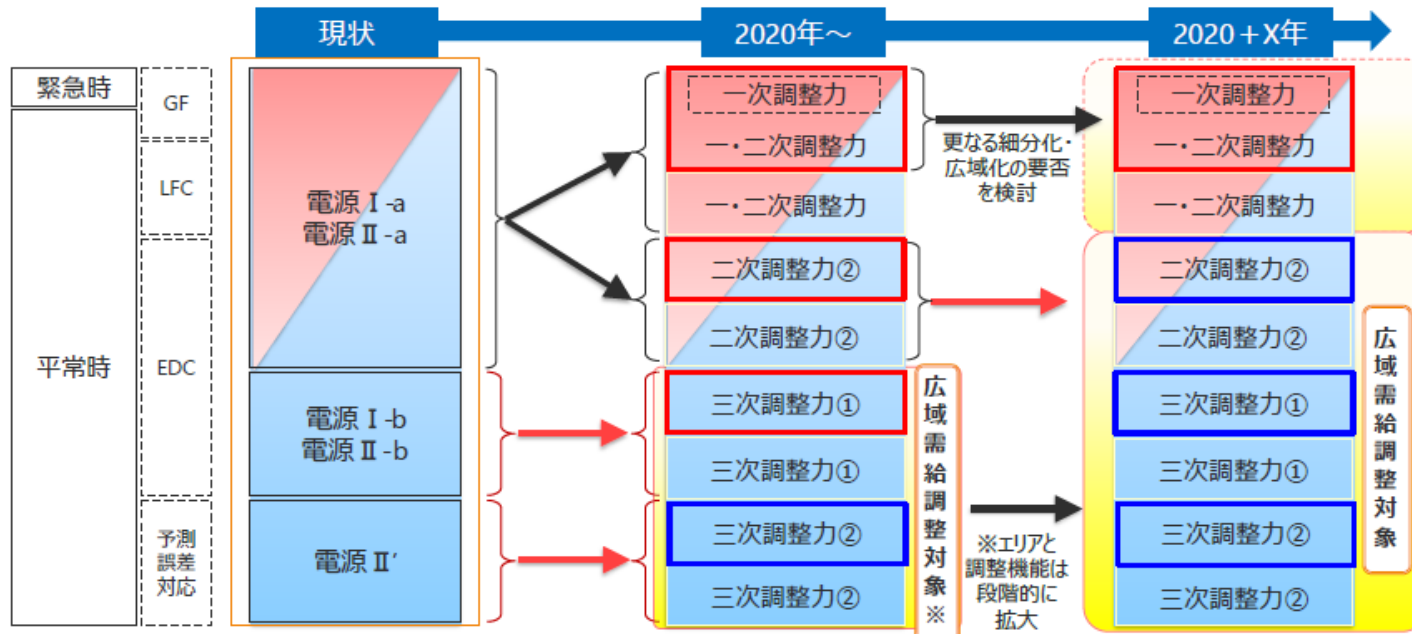 現状
2020年～
2020＋X年
緊急時
平常時
GF
LFC
EDC
予測
誤差
対応
電源Ⅰ-a
電源Ⅱ-a
電源Ⅰ-b
電源Ⅱ-b
電源Ⅱ′
一次調整力
一・二次調整力
一・二次調整力
二次調整力②
二次調整力②
三次調整力①
三次調整力①
三次調整力②
三次調整力②
広域需給調整対象※
更なる細分化・
広域化の要否
を検討
※エリアと
調整機能は
段階的に
拡大
一次調整力
一・二次調整力
一・二次調整力
二次調整力②
二次調整力②
三次調整力①
三次調整力①
三次調整力②
三次調整力②
広域需給調整対象